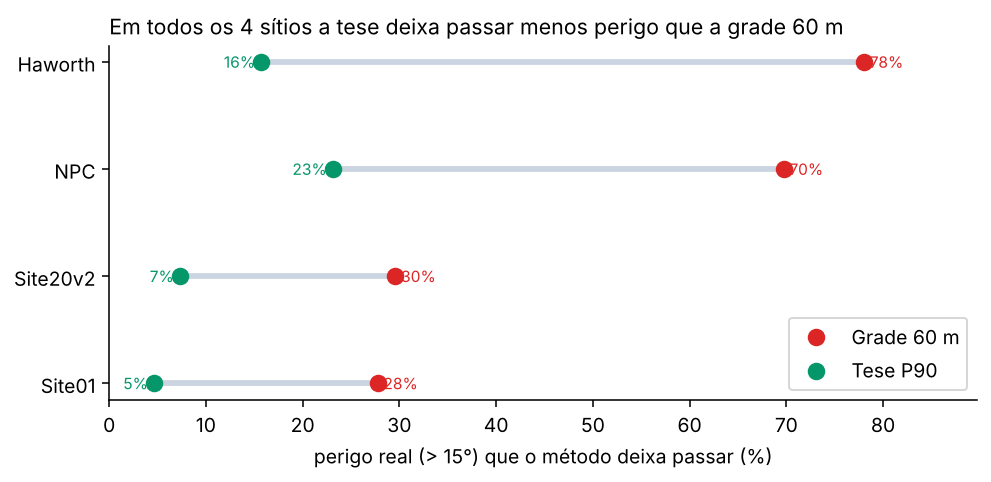 Em todos os 4 sítios a tese deixa passar menos perigo que a grade 60 m
Haworth
16%
78%
NPC
23%
70%
Site20v2
7%
30%
Site01
5%
28%
Grade 60 m
Tese P90
0 10 20 30 40 50 60 70 80
perigo real (> 15°) que o método deixa passar (%)